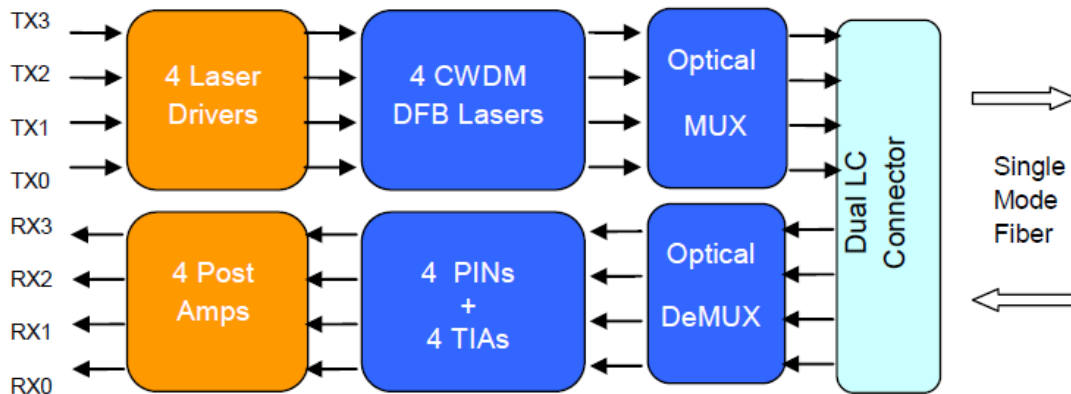 TX3
TX2
TX1
TX0
4 Laser
Drivers
4 CWDM
DFB Lasers
Optical
MUX
Dual LC
Connector
Single
Mode
Fiber
RX3
RX2
RX1
RX0
4 Post
Amps
4 PINs
+
4 TIAs
Optical
DeMUX